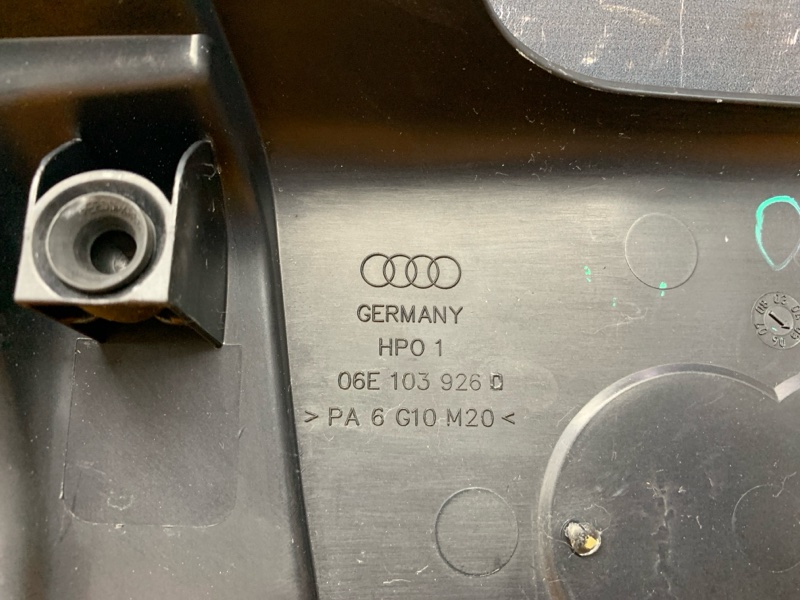 GERMANY
HPO 1
06E 103 926 D
> PA 6 G10 M20 <